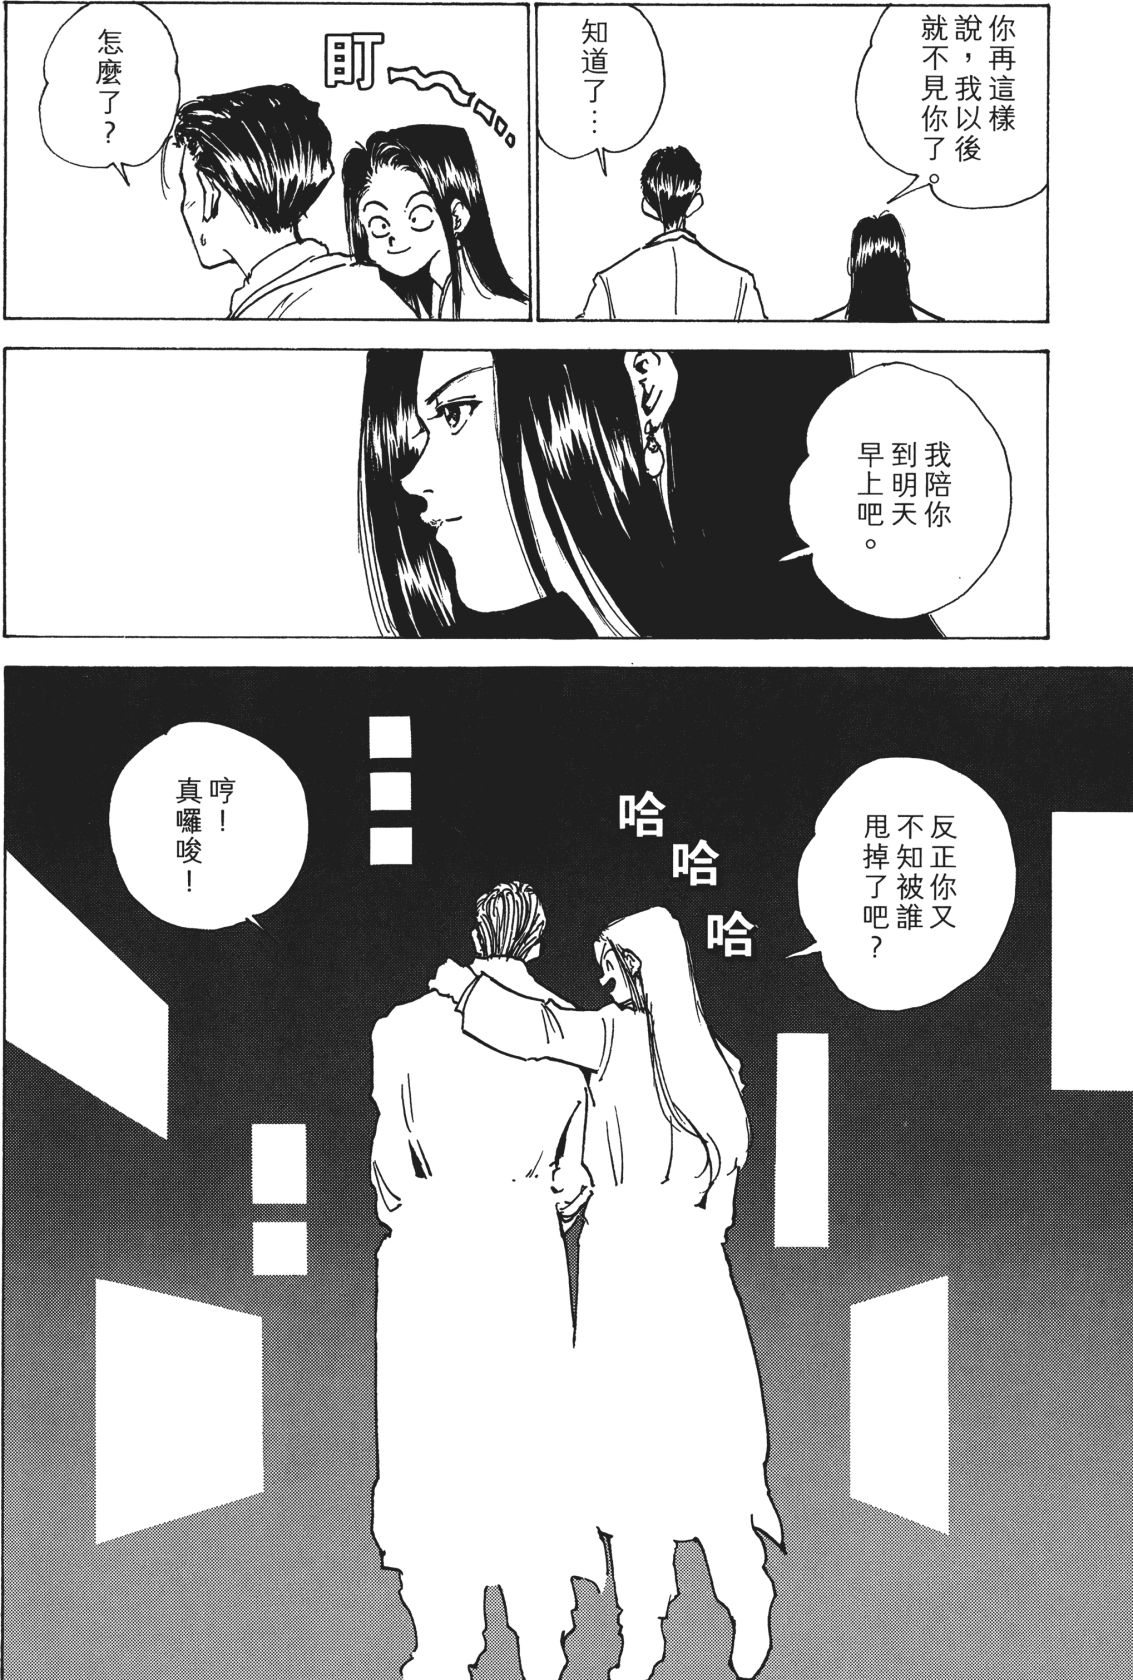 你再這樣
說，我以後
就不見你了。
知道了…
盯〜
怎麼了？
我陪你
到明天
早上吧。
反正你又
不知被誰
甩掉了吧？
哈
哈
哈
哼！
真囉唆！